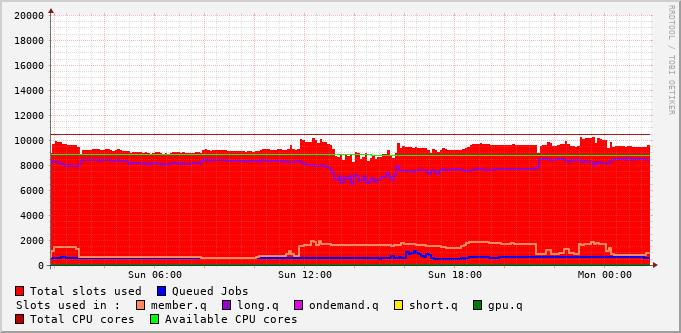 20000
18000
16000
14000
12000
10000
8000
6000
4000
2000
0
Sun 06:00 Sun 12:00 Sun 18:00 Mon 00:00
RRDTOOL / TOBI OETIKER
Total slots used Queued Jobs
Slots used in : member.q long.q ondemand.q short.q gpu.q
Total CPU cores Available CPU cores